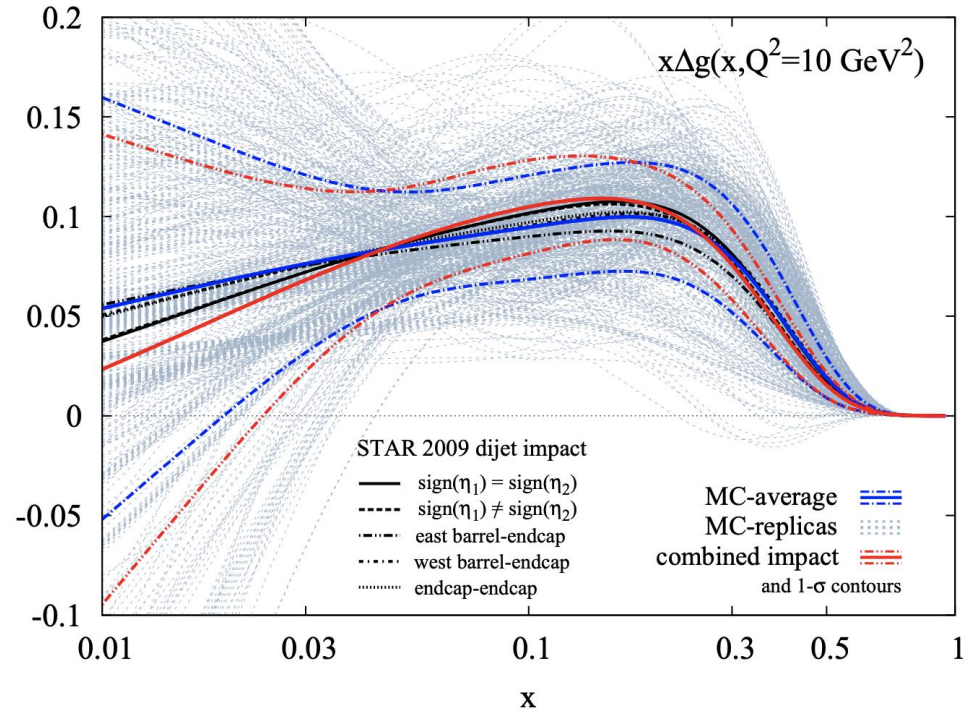 0.2
0.15
0.1
0.05
0
-0.05
-0.1
xΔg(x,Q²=10 GeV²)
STAR 2009 dijet impact
sign(η₁) = sign(η₂)
sign(η₁) ≠ sign(η₂)
east barrel-endcap
west barrel-endcap
endcap-endcap
MC-average
MC-replicas
combined impact
and 1-σ contours
0.01 0.03 0.1 0.3 0.5 1
x